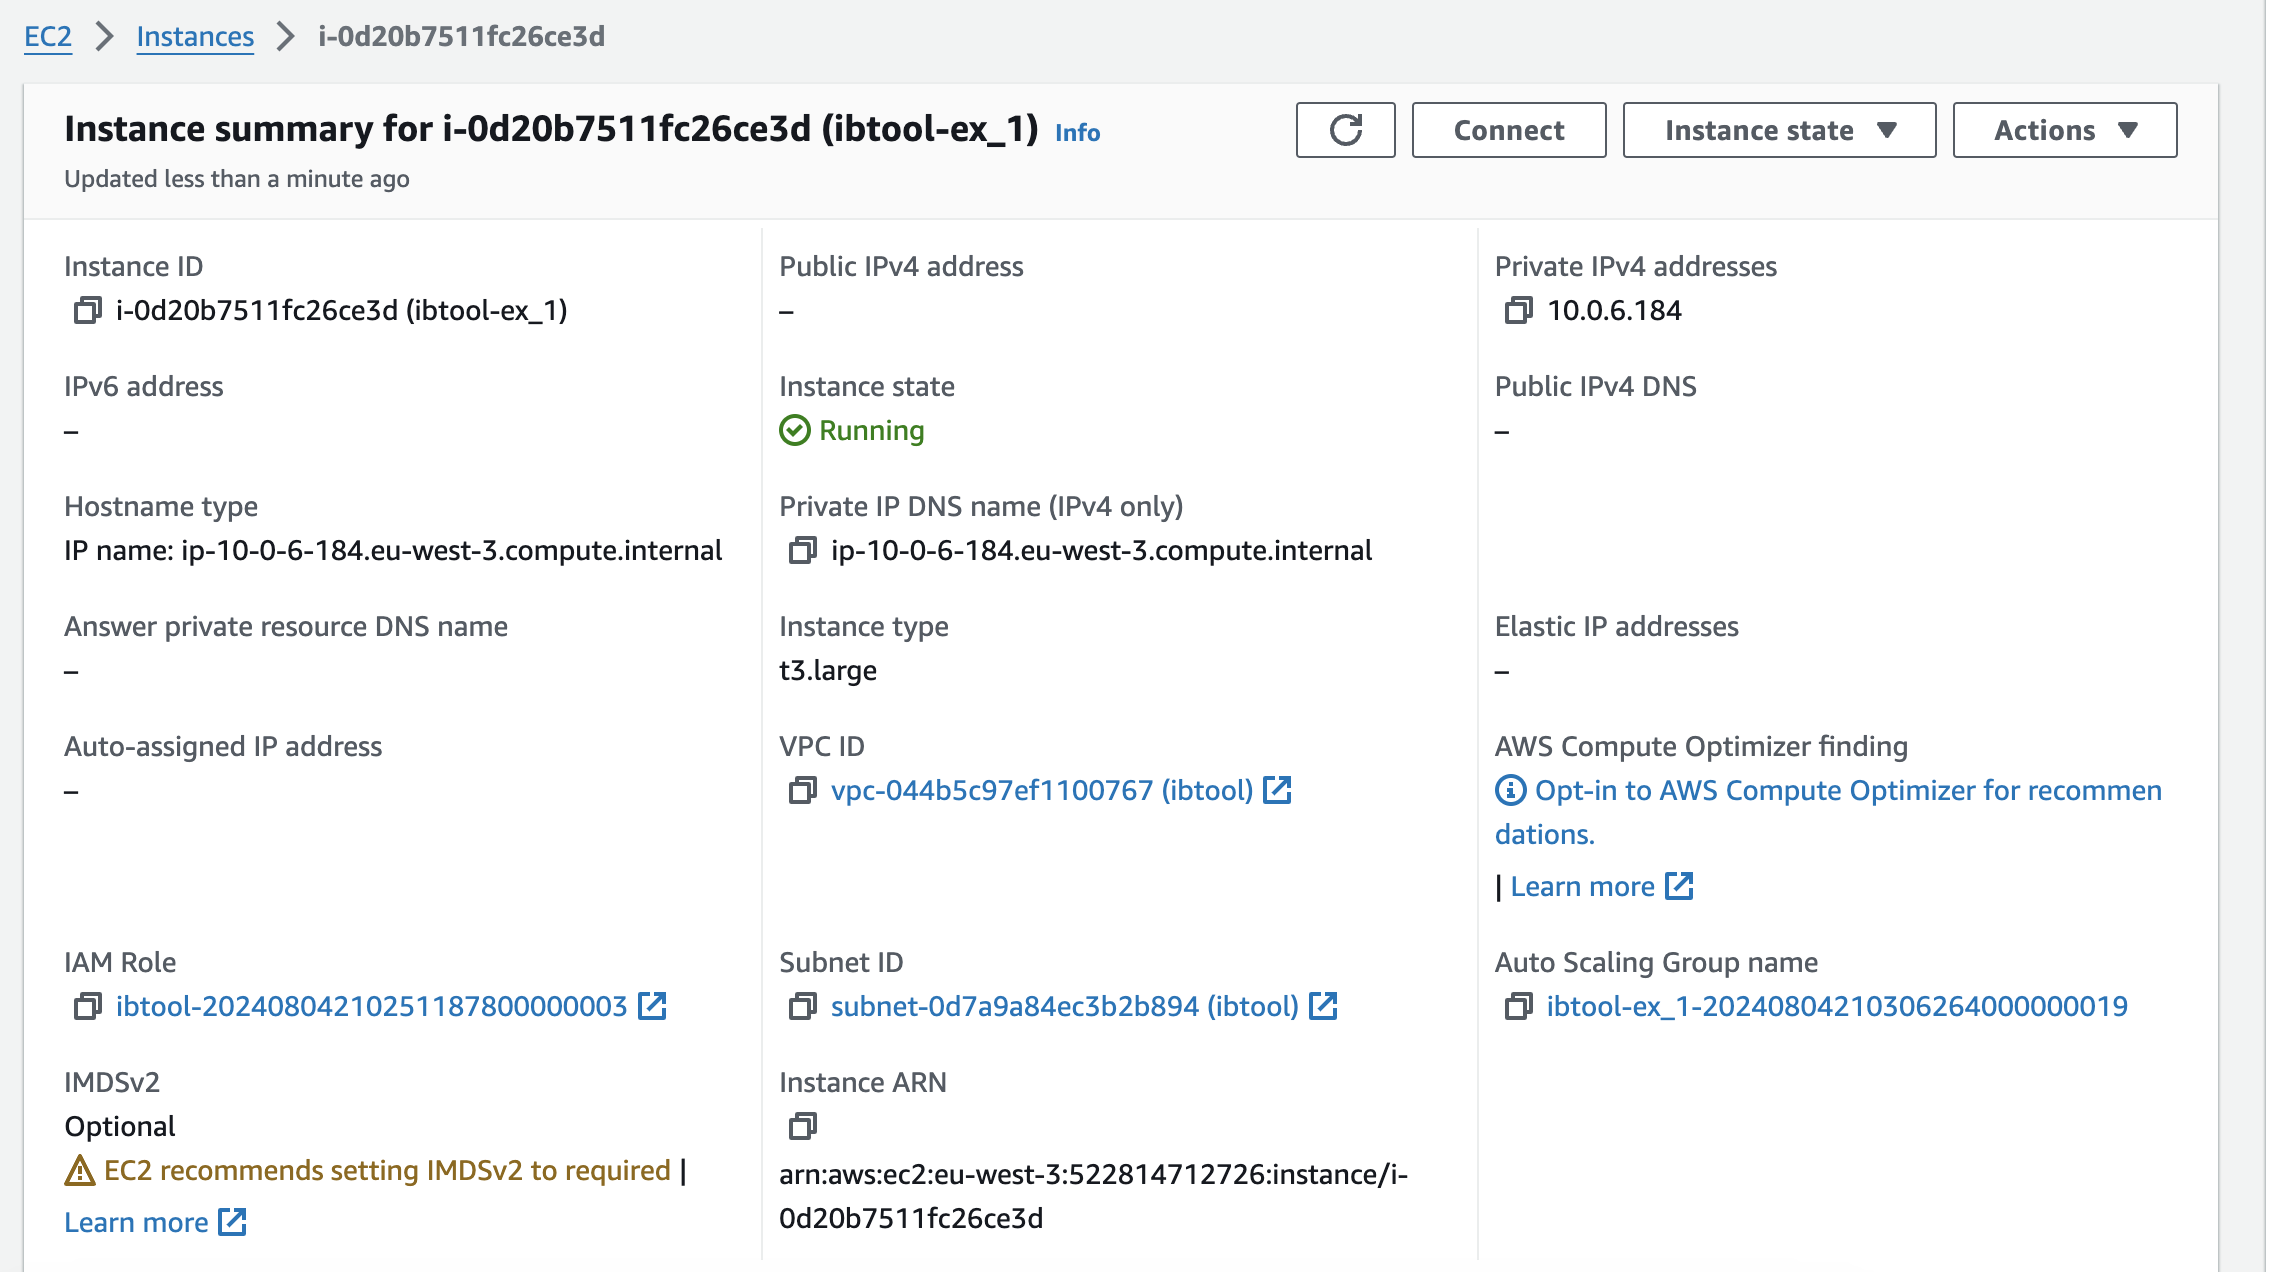 EC2 > Instances > i-0d20b7511fc26ce3d
Instance summary for i-0d20b7511fc26ce3d (ibtool-ex_1) Info
Connect
Instance state
Actions
Updated less than a minute ago
Instance ID
i-0d20b7511fc26ce3d (ibtool-ex_1)
Public IPv4 address
–
Private IPv4 addresses
10.0.6.184
IPv6 address
–
Instance state
Running
Public IPv4 DNS
–
Hostname type
IP name: ip-10-0-6-184.eu-west-3.compute.internal
Private IP DNS name (IPv4 only)
ip-10-0-6-184.eu-west-3.compute.internal
Answer private resource DNS name
–
Instance type
t3.large
Elastic IP addresses
–
Auto-assigned IP address
–
VPC ID
vpc-044b5c97ef1100767 (ibtool)
AWS Compute Optimizer finding
Opt-in to AWS Compute Optimizer for recommen
dations.
| Learn more
IAM Role
ibtool-20240804210251187800000003
Subnet ID
subnet-0d7a9a84ec3b2b894 (ibtool)
Auto Scaling Group name
ibtool-ex_1-20240804210306264000000019
IMDSv2
Optional
EC2 recommends setting IMDSv2 to required |
Learn more
Instance ARN
arn:aws:ec2:eu-west-3:522814712726:instance/i-
0d20b7511fc26ce3d